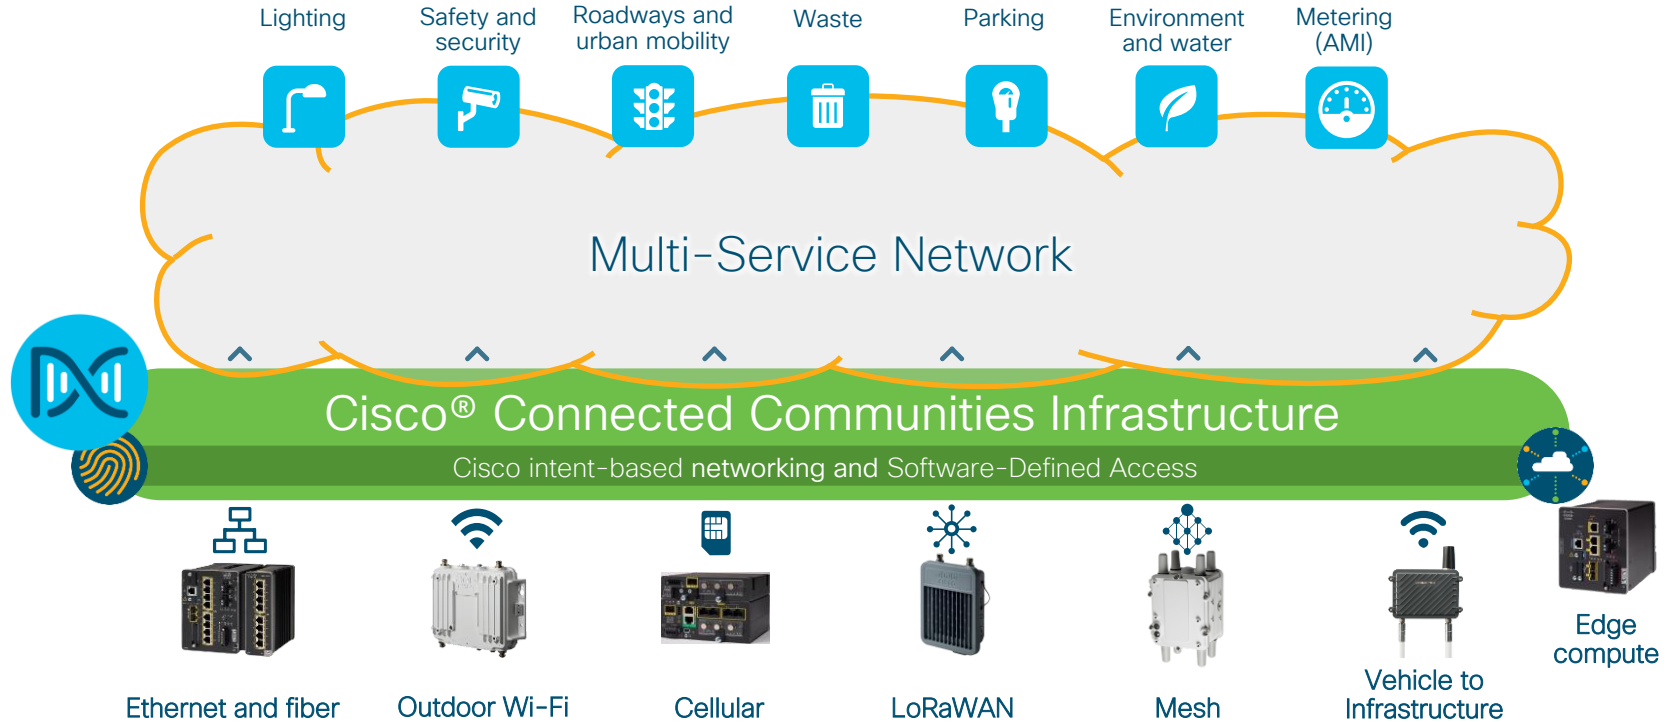 Lighting
Safety and
security
Roadways and
urban mobility
Waste
Parking
Environment
and water
Metering
(AMI)
Multi-Service Network
Cisco® Connected Communities Infrastructure
Cisco intent-based networking and Software-Defined Access
Ethernet and fiber
Outdoor Wi-Fi
Cellular
LoRaWAN
Mesh
Vehicle to
Infrastructure
Edge
compute